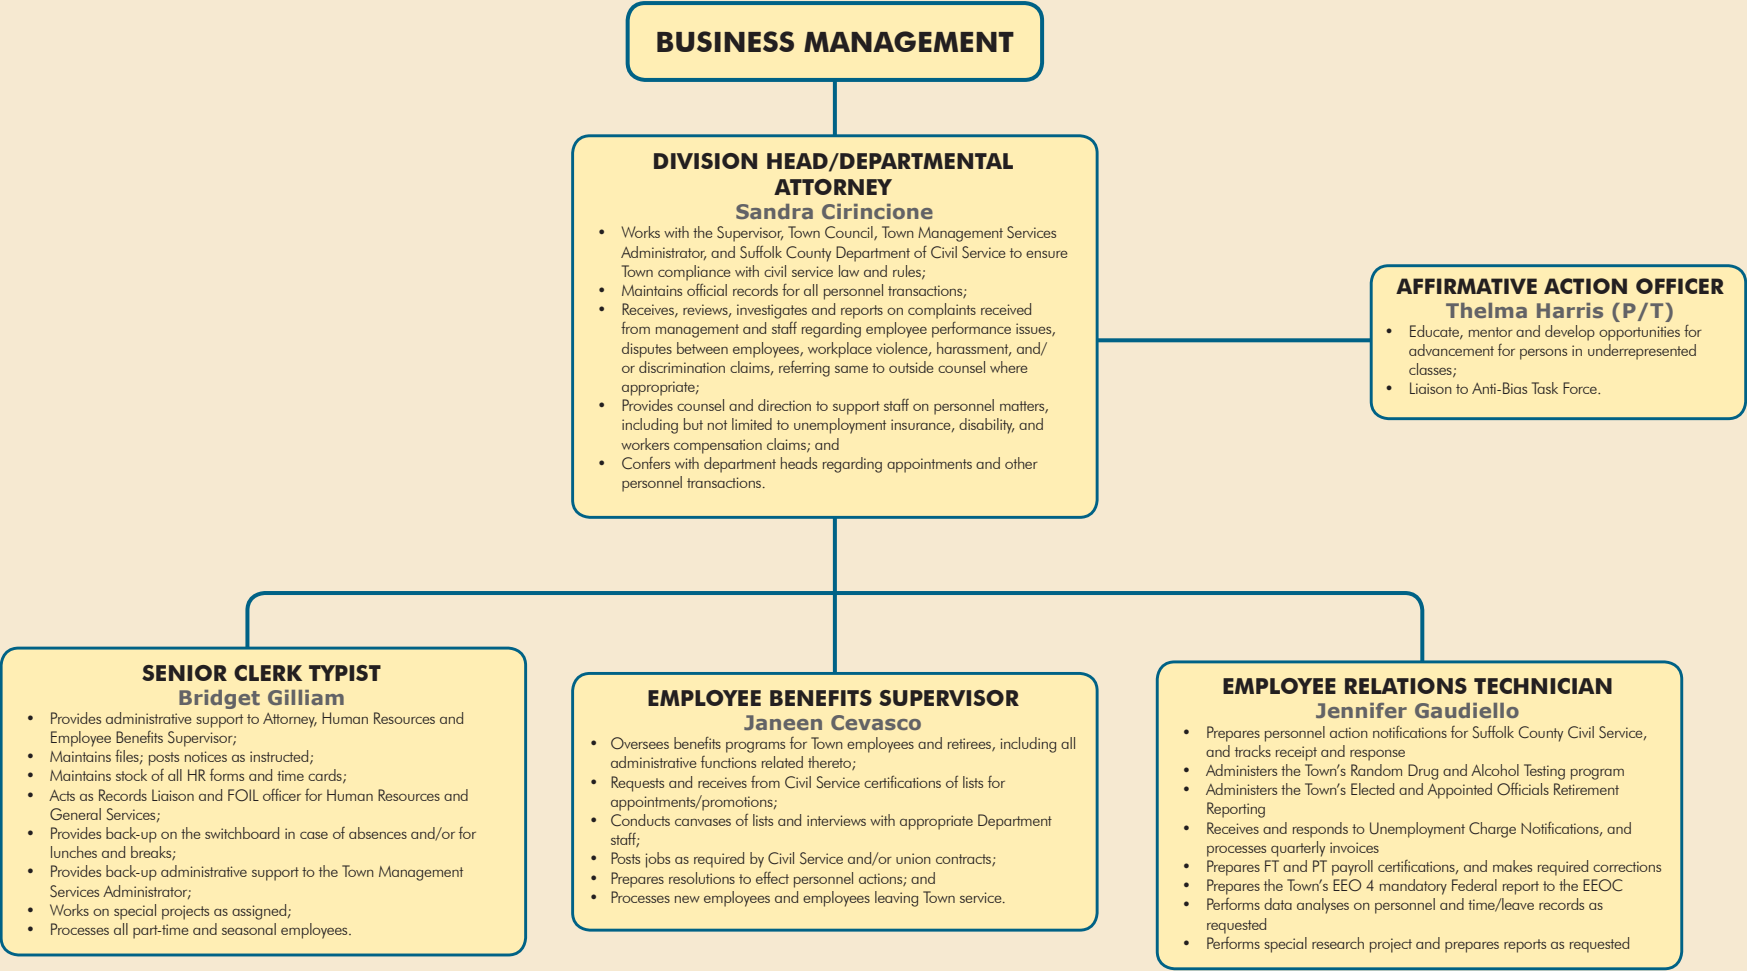 BUSINESS MANAGEMENT
DIVISION HEAD/DEPARTMENTAL
ATTORNEY
Sandra Cirincione
• Works with the Supervisor, Town Council, Town Management Services
Administrator, and Suffolk County Department of Civil Service to ensure
Town compliance with civil service law and rules;
• Maintains official records for all personnel transactions;
• Receives, reviews, investigates and reports on complaints received
from management and staff regarding employee performance issues,
disputes between employees, workplace violence, harassment, and/
or discrimination claims, referring same to outside counsel where
appropriate;
• Provides counsel and direction to support staff on personnel matters,
including but not limited to unemployment insurance, disability, and
workers compensation claims; and
• Confers with department heads regarding appointments and other
personnel transactions.
AFFIRMATIVE ACTION OFFICER
Thelma Harris (P/T)
• Educate, mentor and develop opportunities for
advancement for persons in underrepresented
classes;
• Liaison to Anti-Bias Task Force.
SENIOR CLERK TYPIST
Bridget Gilliam
• Provides administrative support to Attorney, Human Resources and
Employee Benefits Supervisor;
• Maintains files; posts notices as instructed;
• Maintains stock of all HR forms and time cards;
• Acts as Records Liaison and FOIL officer for Human Resources and
General Services;
• Provides back-up on the switchboard in case of absences and/or for
lunches and breaks;
• Provides back-up administrative support to the Town Management
Services Administrator;
• Works on special projects as assigned;
• Processes all part-time and seasonal employees.
EMPLOYEE BENEFITS SUPERVISOR
Janeen Cevasco
• Oversees benefits programs for Town employees and retirees, including all
administrative functions related thereto;
• Requests and receives from Civil Service certifications of lists for
appointments/promotions;
• Conducts canvases of lists and interviews with appropriate Department
staff;
• Posts jobs as required by Civil Service and/or union contracts;
• Prepares resolutions to effect personnel actions; and
• Processes new employees and employees leaving Town service.
EMPLOYEE RELATIONS TECHNICIAN
Jennifer Gaudiello
• Prepares personnel action notifications for Suffolk County Civil Service,
and tracks receipt and response
• Administers the Town's Random Drug and Alcohol Testing program
• Administers the Town's Elected and Appointed Officials Retirement
Reporting
• Receives and responds to Unemployment Charge Notifications, and
processes quarterly invoices
• Prepares FT and PT payroll certifications, and makes required corrections
• Prepares the Town's EEO 4 mandatory Federal report to the EEOC
• Performs data analyses on personnel and time/leave records as
requested
• Performs special research project and prepares reports as requested